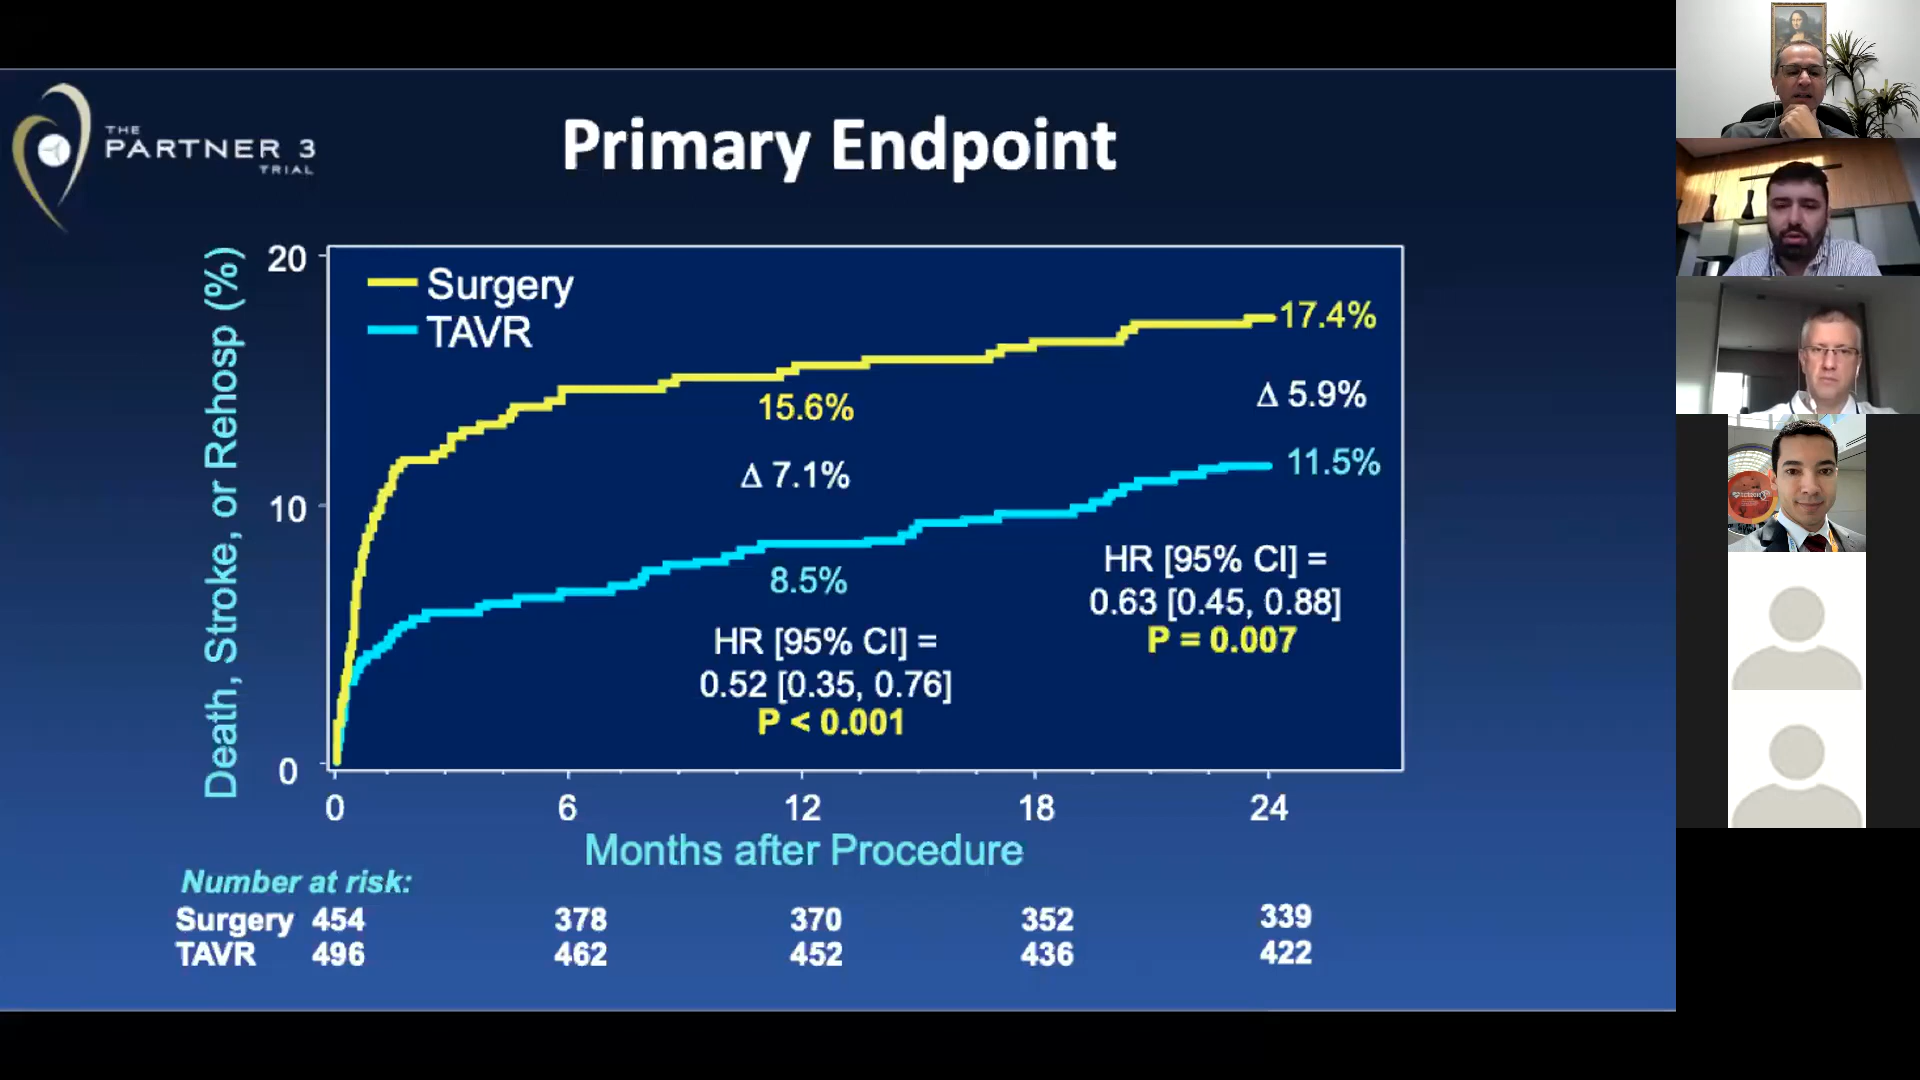 THE
PARTNER 3
TRIAL
Primary Endpoint
Death, Stroke, or Rehosp (%)
20
10
0
Surgery
TAVR
17.4%
15.6%
Δ 5.9%
Δ 7.1%
11.5%
8.5%
HR [95% CI] =
0.63 [0.45, 0.88]
P = 0.007
HR [95% CI] =
0.52 [0.35, 0.76]
P < 0.001
0 6 12 18 24
Months after Procedure
Number at risk:
Surgery 454 378 370 352 339
TAVR 496 462 452 436 422